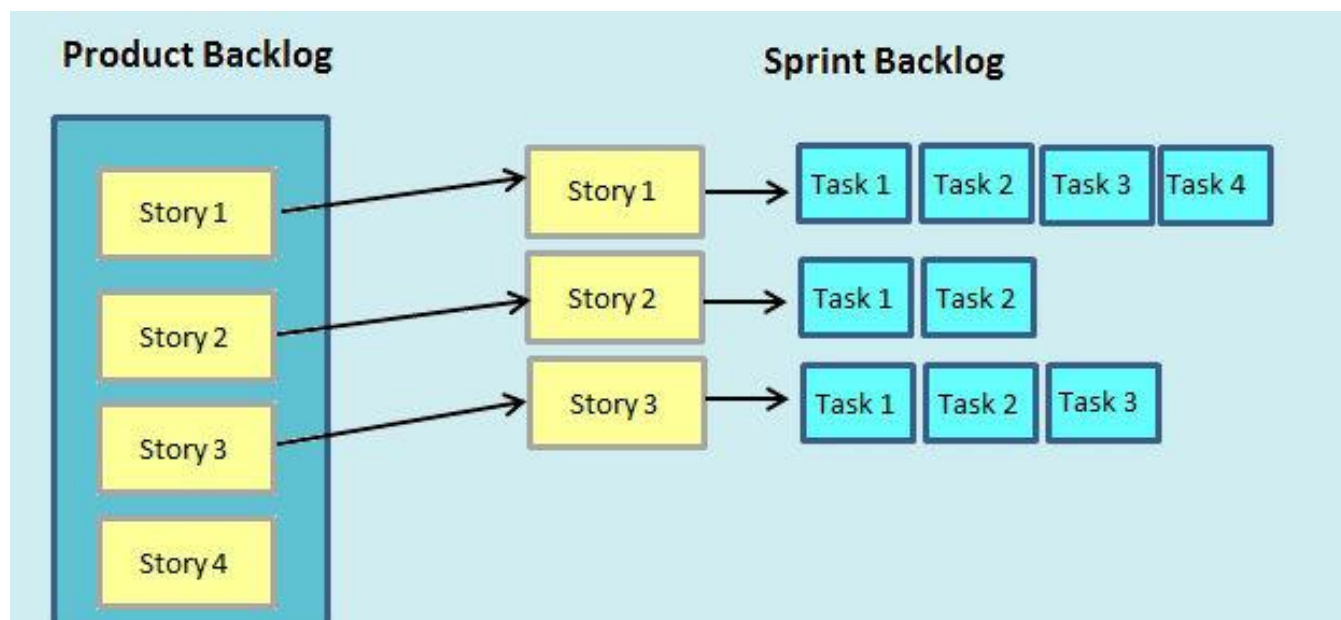 Product Backlog
Sprint Backlog
Story 1
Story 1
Task 1
Task 2
Task 3
Task 4
Story 2
Story 2
Task 1
Task 2
Story 3
Story 3
Task 1
Task 2
Task 3
Story 4